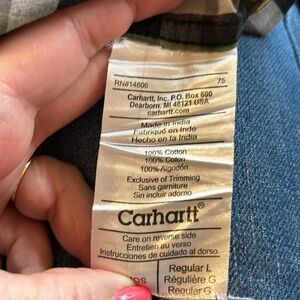 RN#14806 75
Carhartt, Inc. P.O. Box 600
Dearborn, MI 48121 USA
carhartt.com
Made in India
Fabriqué en Inde
Hecho en la India
100% Cotton
100% Coton
100% Algodón
Exclusive of Trimming
Sans garniture
Sin incluir adorno
Carhartt®
Care on reverse side
Entretien au verso
Instrucciones de cuidado al dorso
Regular L
Régulière G
Regular G